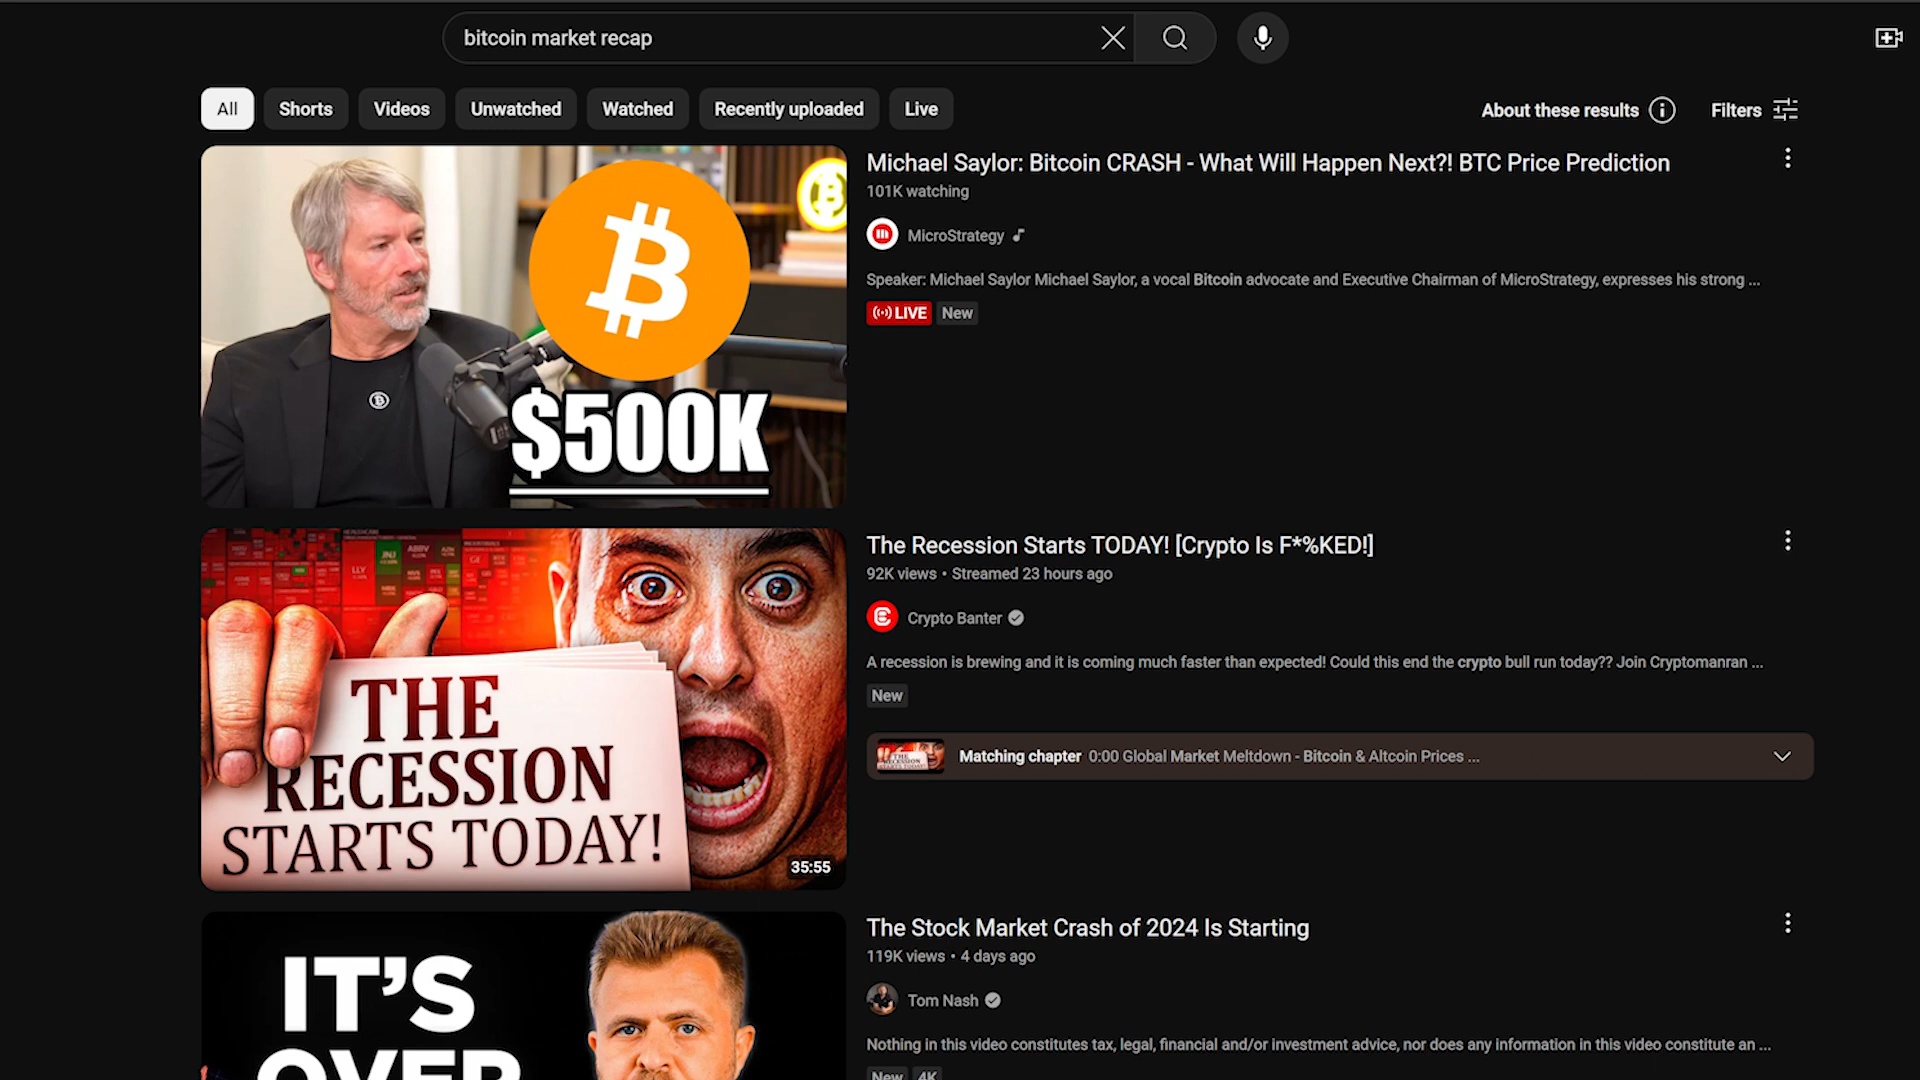 bitcoin market recap
All
Shorts
Videos
Unwatched
Watched
Recently uploaded
Live
About these results
Filters
$500K
Michael Saylor: Bitcoin CRASH - What Will Happen Next?! BTC Price Prediction
101K watching
MicroStrategy
Speaker: Michael Saylor Michael Saylor, a vocal Bitcoin advocate and Executive Chairman of MicroStrategy, expresses his strong ...
LIVE New
THE
RECESSION
STARTS TODAY!
35:55
JNJ
ABBV
LLY
The Recession Starts TODAY! [Crypto Is F*%KED!]
92K views • Streamed 23 hours ago
Crypto Banter
A recession is brewing and it is coming much faster than expected! Could this end the crypto bull run today?? Join Cryptomanran ...
New
Matching chapter 0:00 Global Market Meltdown - Bitcoin & Altcoin Prices ...
IT'S
OVER
The Stock Market Crash of 2024 Is Starting
119K views • 4 days ago
Tom Nash
Nothing in this video constitutes tax, legal, financial and/or investment advice, nor does any information in this video constitute an ...
New 4K